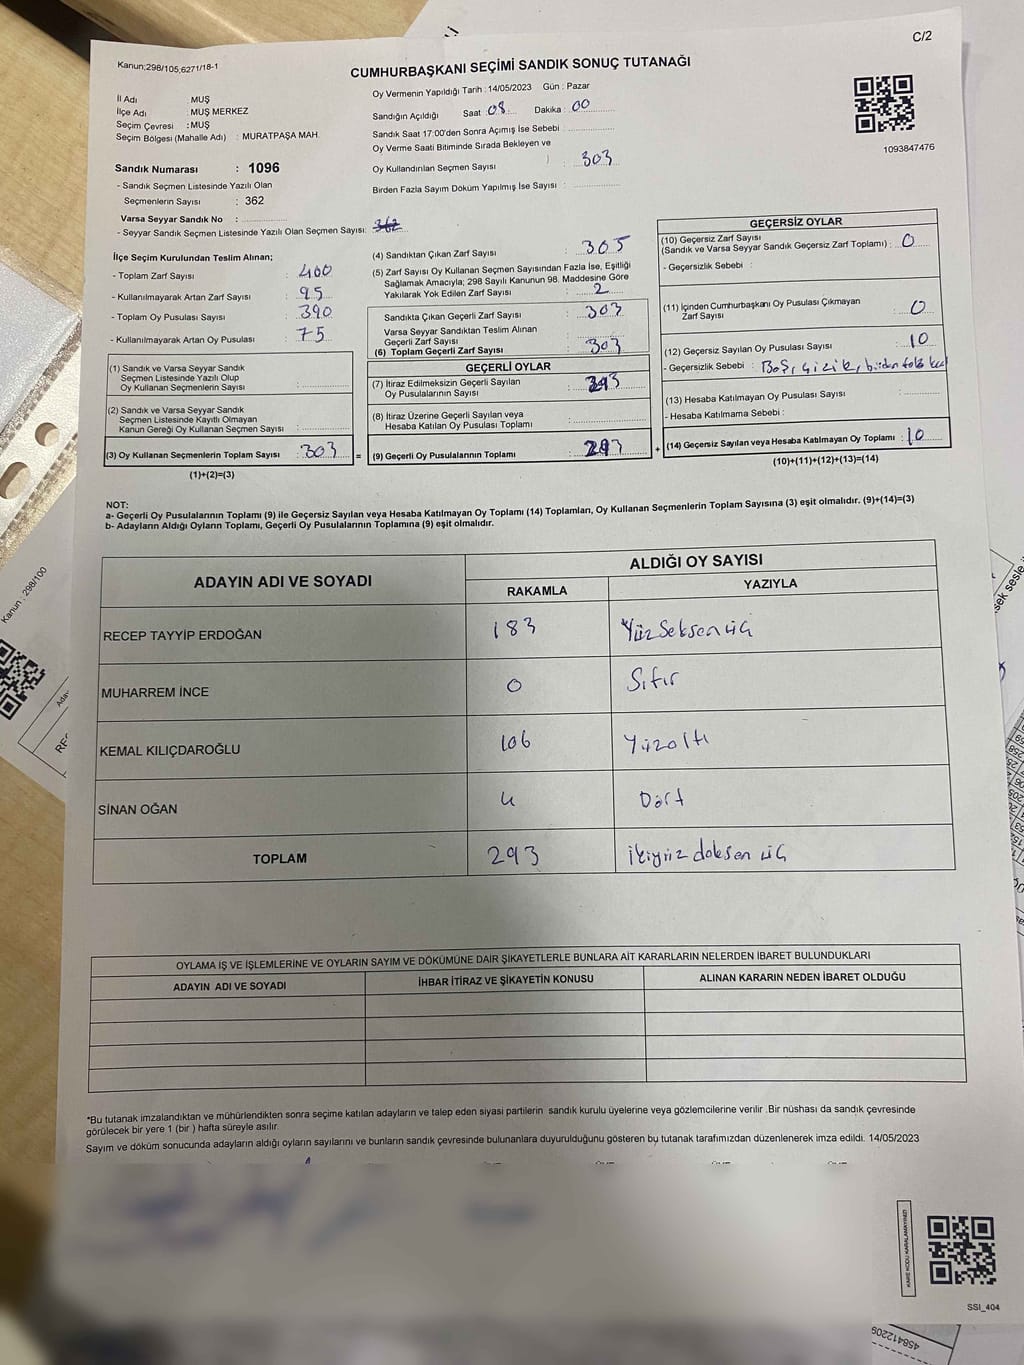 C/2
Kanun;298/105,6271/18-1
CUMHURBAŞKANI SEÇİMİ SANDIK SONUÇ TUTANAĞI
İl Adı : MUŞ
İlçe Adı : MUŞ MERKEZ
Seçim Çevresi : MUŞ
Seçim Bölgesi (Mahalle Adı) : MURATPAŞA MAH.
Oy Vermenin Yapıldığı Tarih : 14/05/2023 Gün : Pazar
Sandığın Açıldığı Saat 08 Dakika : 00
Sandık Saat 17:00'den Sonra Açımış İse Sebebi :
Oy Verme Saati Bitiminde Sırada Bekleyen ve
Oy Kullandırılan Seçmen Sayısı : 303
Birden Fazla Sayım Döküm Yapılmış İse Sayısı :
1093847476
Sandık Numarası : 1096
- Sandık Seçmen Listesinde Yazılı Olan
Seçmenlerin Sayısı : 362
Varsa Seyyar Sandık No :
- Seyyar Sandık Seçmen Listesinde Yazılı Olan Seçmen Sayısı: 362
İlçe Seçim Kurulundan Teslim Alınan;
- Toplam Zarf Sayısı : 400
- Kullanılmayarak Artan Zarf Sayısı : 95
- Toplam Oy Pusulası Sayısı : 390
- Kullanılmayarak Artan Oy Pusulası : 75
(1) Sandık ve Varsa Seyyar Sandık
Seçmen Listesinde Yazılı Olup
Oy Kullanan Seçmenlerin Sayısı :
(2) Sandık ve Varsa Seyyar Sandık
Seçmen Listesinde Kayıtlı Olmayan
Kanun Gereği Oy Kullanan Seçmen Sayısı :
(3) Oy Kullanan Seçmenlerin Toplam Sayısı : 303 =
(1)+(2)=(3)
(4) Sandıktan Çıkan Zarf Sayısı : 305
(5) Zarf Sayısı Oy Kullanan Seçmen Sayısından Fazla İse, Eşitliği
Sağlamak Amacıyla; 298 Sayılı Kanunun 98. Maddesine Göre
Yakılarak Yok Edilen Zarf Sayısı : 2
Sandıkta Çıkan Geçerli Zarf Sayısı : 303
Varsa Seyyar Sandıktan Teslim Alınan
Geçerli Zarf Sayısı :
(6) Toplam Geçerli Zarf Sayısı : 303
GEÇERLİ OYLAR
(7) İtiraz Edilmeksizin Geçerli Sayılan
Oy Pusulalarının Sayısı : 293
(8) İtiraz Üzerine Geçerli Sayılan veya
Hesaba Katılan Oy Pusulası Toplamı :
(9) Geçerli Oy Pusulalarının Toplamı : 293 +
GEÇERSİZ OYLAR
(10) Geçersiz Zarf Sayısı
(Sandık ve Varsa Seyyar Sandık Geçersiz Zarf Toplamı) : 0
- Geçersizlik Sebebi :
(11) İçinden Cumhurbaşkanı Oy Pusulası Çıkmayan
Zarf Sayısı : 0
(12) Geçersiz Sayılan Oy Pusulası Sayısı : 10
- Geçersizlik Sebebi : Boş, çizik, birden fazla
(13) Hesaba Katılmayan Oy Pusulası Sayısı :
- Hesaba Katılmama Sebebi :
(14) Geçersiz Sayılan veya Hesaba Katılmayan Oy Toplamı : 10
(10)+(11)+(12)+(13)=(14)
NOT:
a- Geçerli Oy Pusulalarının Toplamı (9) ile Geçersiz Sayılan veya Hesaba Katılmayan Oy Toplamı (14) Toplamları, Oy Kullanan Seçmenlerin Toplam Sayısına (3) eşit olmalıdır. (9)+(14)=(3)
b- Adayların Aldığı Oyların Toplamı, Geçerli Oy Pusulalarının Toplamına (9) eşit olmalıdır.
ADAYIN ADI VE SOYADI
ALDIĞI OY SAYISI
RAKAMLA YAZIYLA
RECEP TAYYİP ERDOĞAN 183 Yüz Seksen üç
MUHARREM İNCE 0 Sıfır
KEMAL KILIÇDAROĞLU 106 Yüzaltı
SİNAN OĞAN 4 Dört
TOPLAM 293 ikiyüz doksan üç
OYLAMA İŞ VE İŞLEMLERİNE VE OYLARIN SAYIM VE DÖKÜMÜNE DAİR ŞİKAYETLERLE BUNLARA AİT KARARLARIN NELERDEN İBARET BULUNDUKLARI
ADAYIN ADI VE SOYADI İHBAR İTİRAZ VE ŞİKAYETİN KONUSU ALINAN KARARIN NEDEN İBARET OLDUĞU
*Bu tutanak imzalandıktan ve mühürlendikten sonra seçime katılan adayların ve talep eden siyasi partilerin sandık kurulu üyelerine veya gözlemcilerine verilir .Bir nüshası da sandık çevresinde
görülecek bir yere 1 (bir ) hafta süreyle asılır.
Sayım ve döküm sonucunda adayların aldığı oyların sayılarını ve bunların sandık çevresinde bulunanlara duyurulduğunu gösteren bu tutanak tarafımızdan düzenlenerek imza edildi. 14/05/2023
KARE KODU KARALAMAYINIZ!
SSI_404
Kanun : 298/100
sek sesle